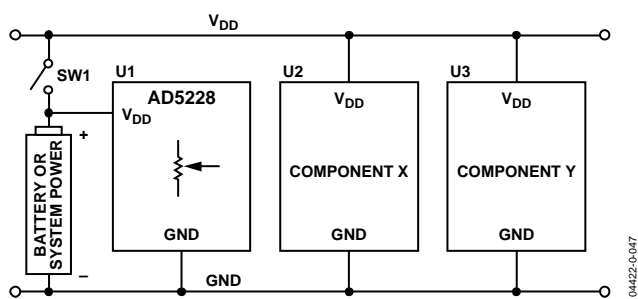 VDD
SW1
U1
U2
U3
AD5228
VDD
VDD
VDD
+
BATTERY OR
SYSTEM POWER
COMPONENT X
COMPONENT Y
GND
GND
GND
–
GND
04422-0-047